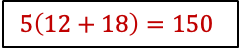 5(12 + 18) = 150